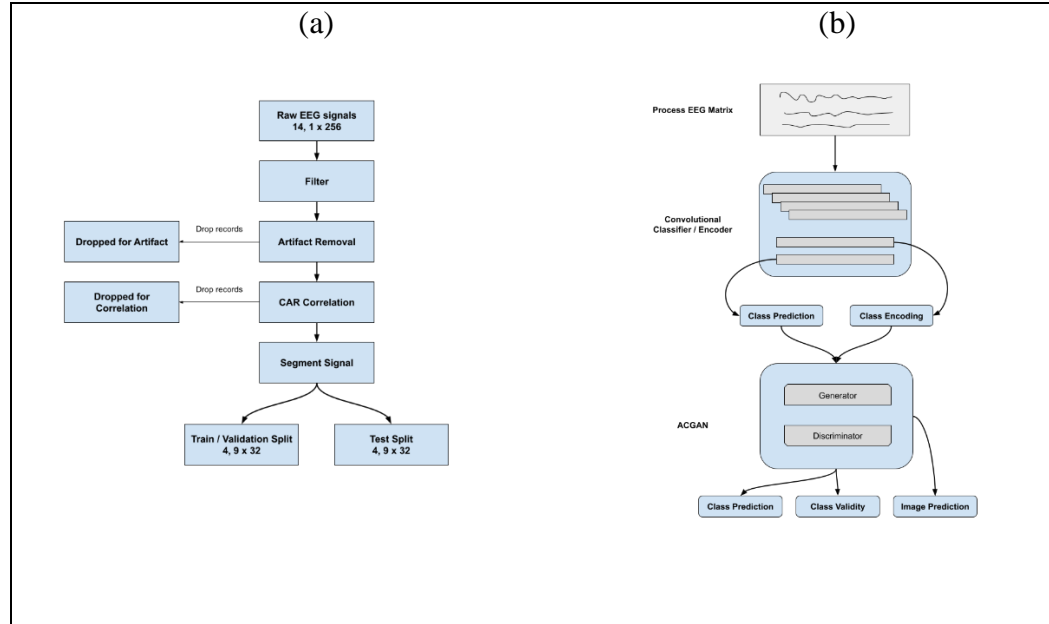 (a)
Raw EEG signals
14, 1 x 256
Filter
Dropped for Artifact
Drop records
Artifact Removal
Dropped for
Correlation
Drop records
CAR Correlation
Segment Signal
Train / Validation Split
4, 9 x 32
Test Split
4, 9 x 32
(b)
Process EEG Matrix
Convolutional
Classifier / Encoder
Class Prediction
Class Encoding
ACGAN
Generator
Discriminator
Class Prediction
Class Validity
Image Prediction